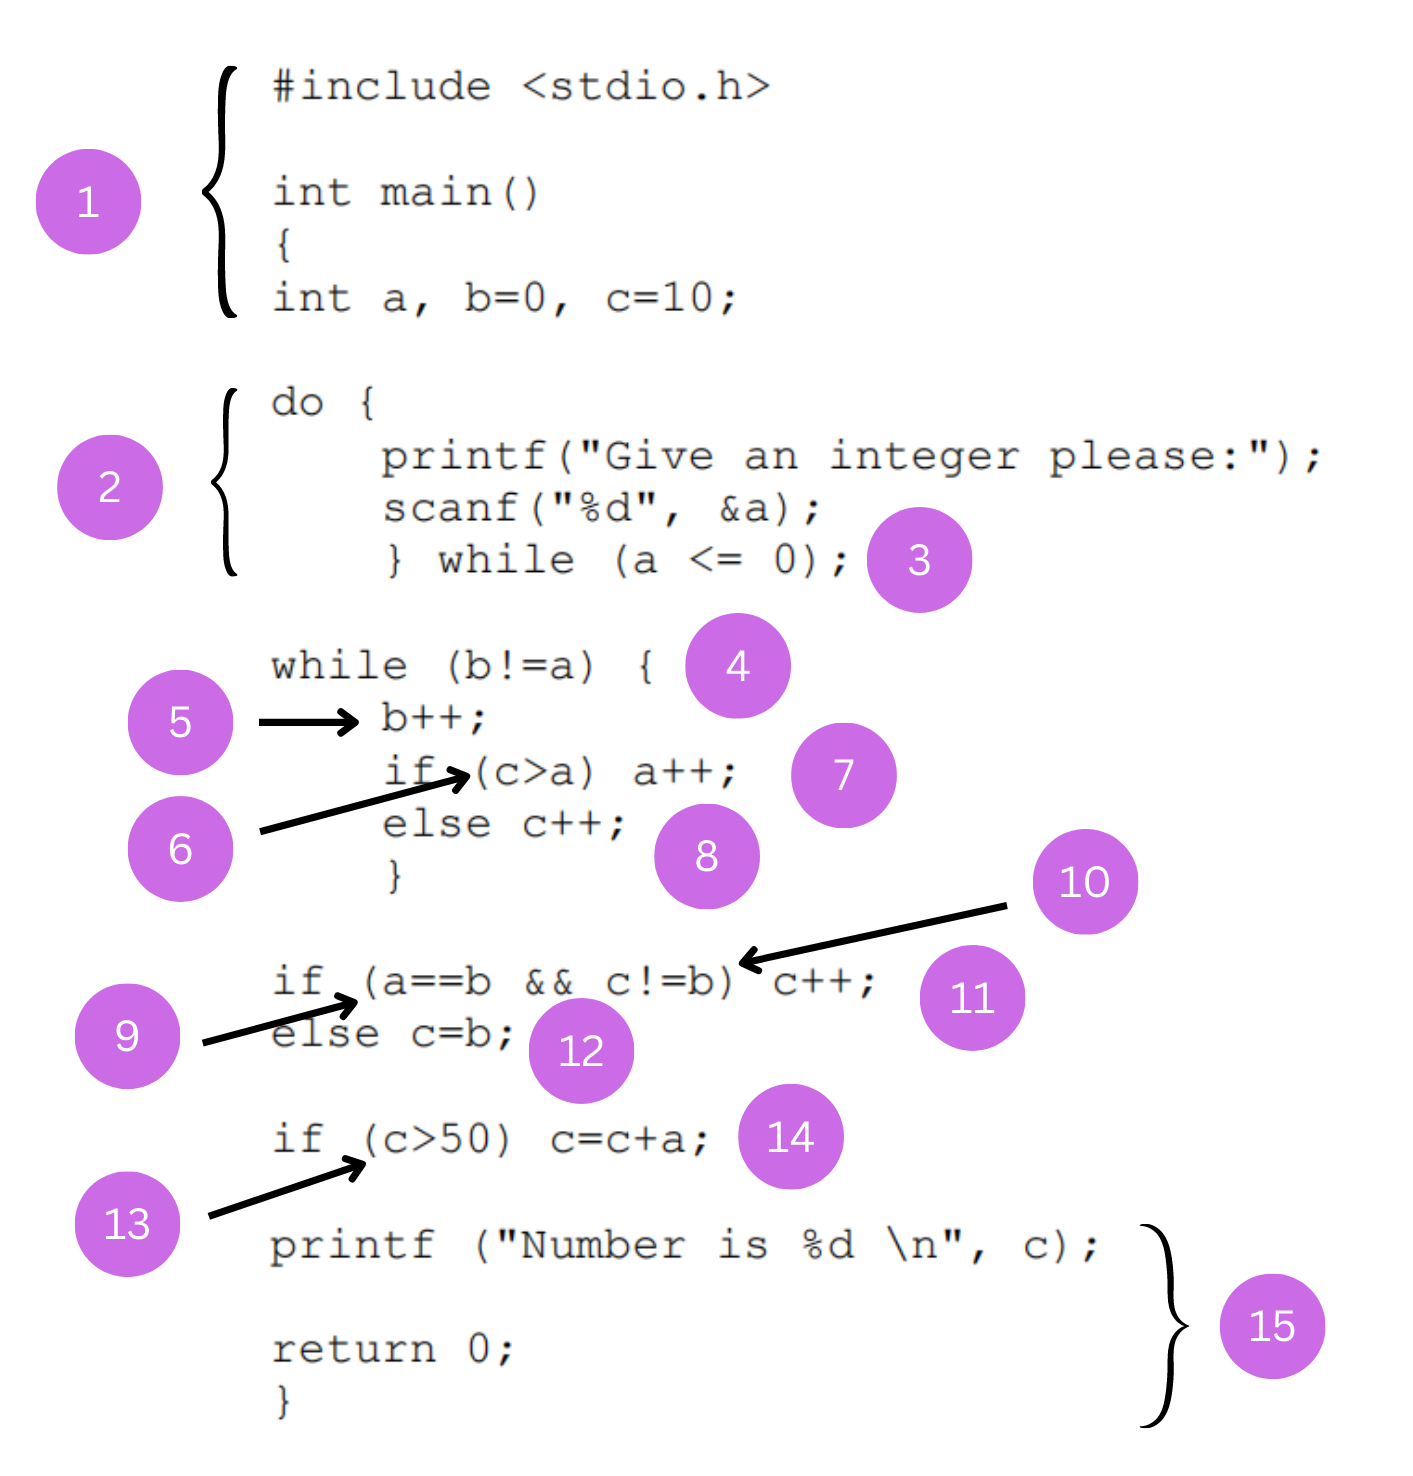 #include <stdio.h>
1
int main()
{
int a, b=0, c=10;
do {
printf("Give an integer please:");
2
scanf("%d", &a);
} while (a <= 0); 3
while (b!=a) { 4
5 b++;
if (c>a) a++; 7
6 else c++; 8
}
10
if (a==b && c!=b) c++; 11
9 else c=b; 12
if (c>50) c=c+a; 14
13
printf ("Number is %d \n", c);
15
return 0;
}